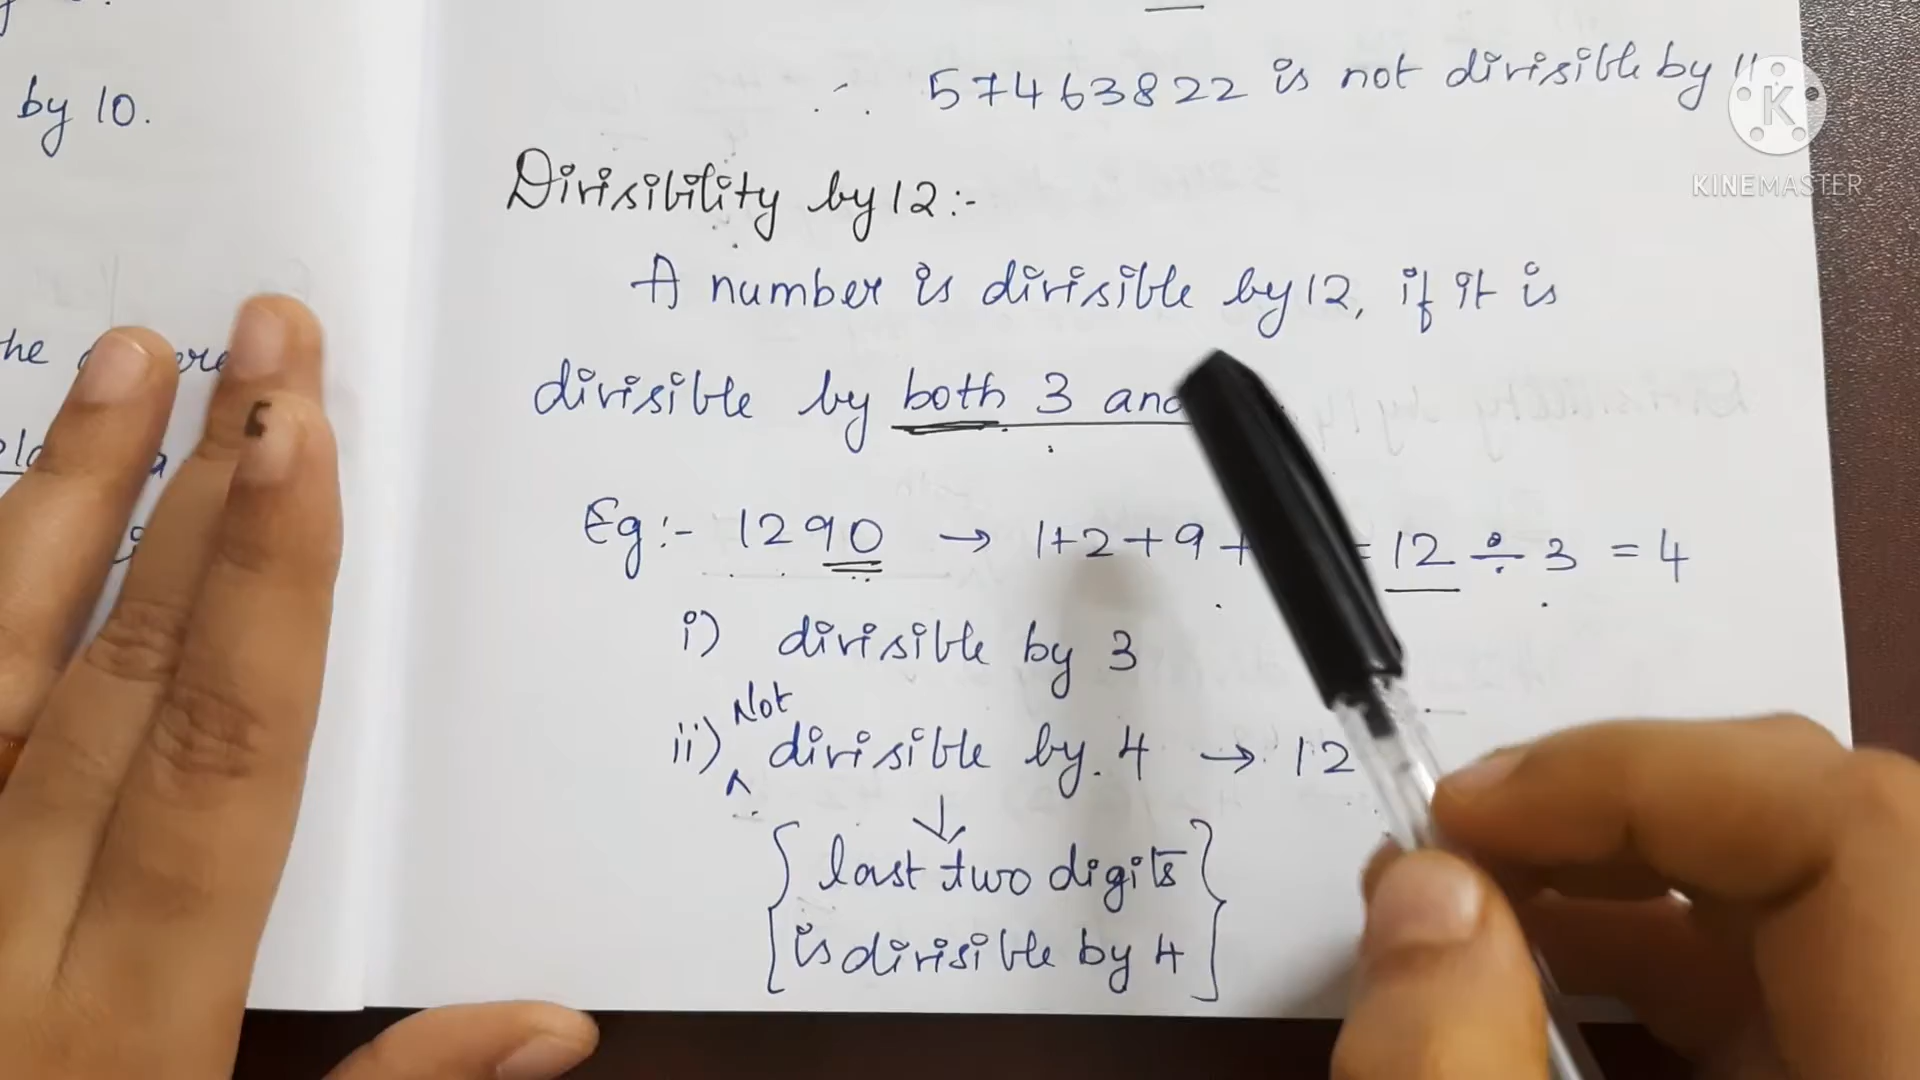 by 10.
he
57463822 is not divisible by 11
KINEMASTER
Divisibility by 12:-
A number is divisible by 12, if it is
divisible by both 3 and
Eg:- 1290 → 1+2+9+ = 12 ÷ 3 = 4
i) divisible by 3
Not
ii) ^ divisible by 4 → 12
↓
{ last two digits }
[ is divisible by 4 ]